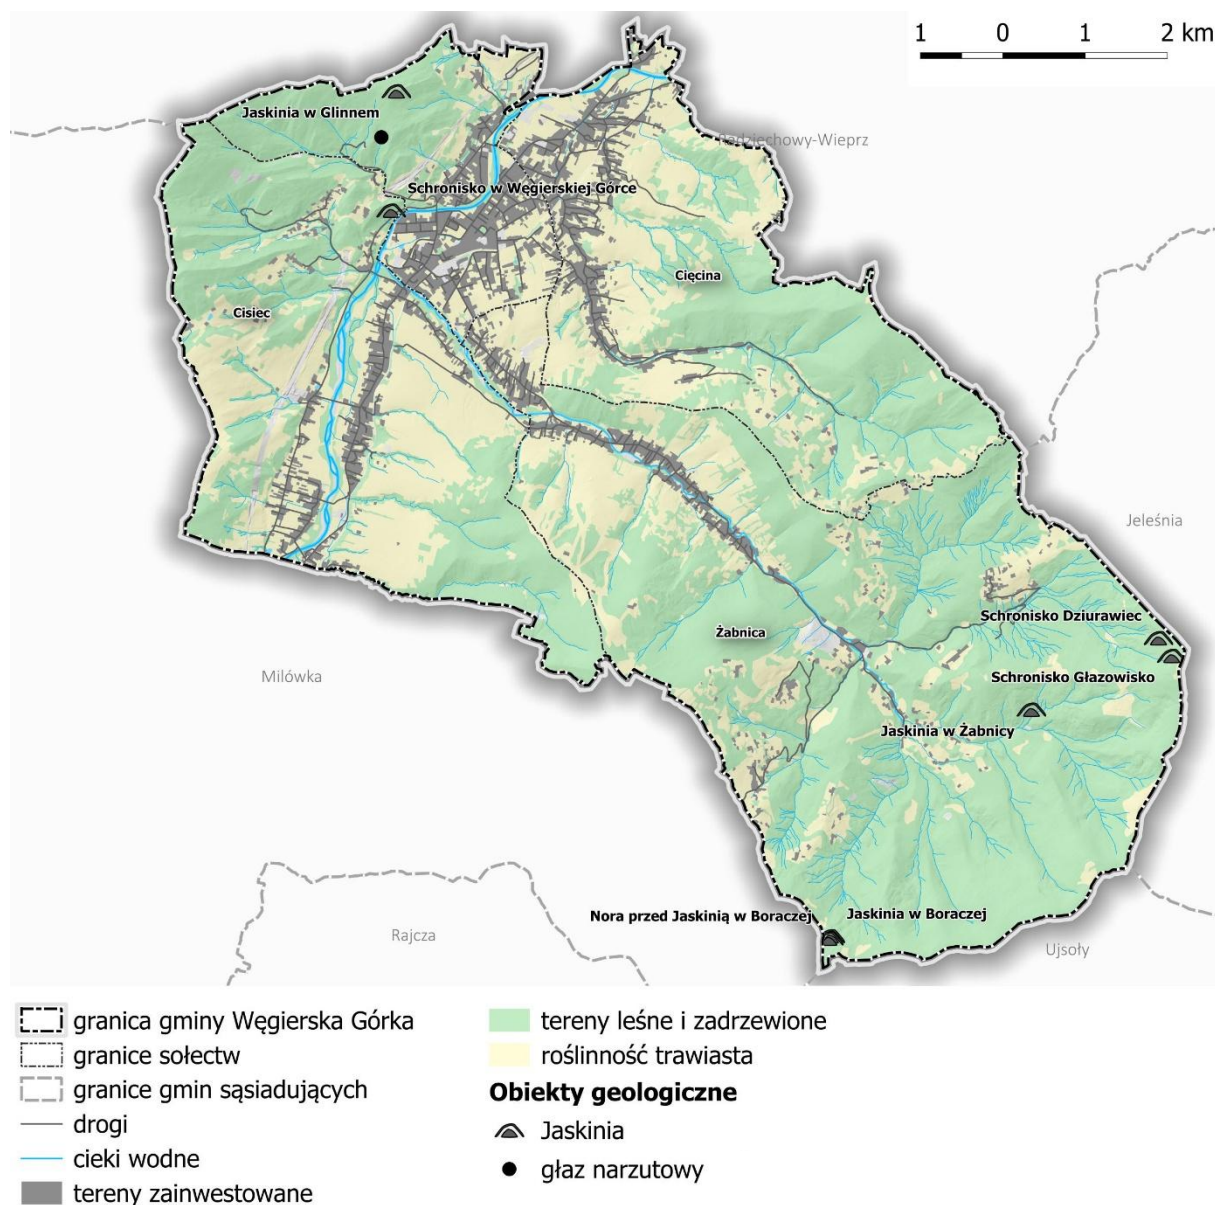 1 0 1 2 km
Jaskinia w Glinnem
Radziechowy-Wieprz
Schronisko w Węgierskiej Górce
Cięcina
Cisiec
Jeleśnia
Schronisko Dziurawiec
Żabnica
Milówka
Schronisko Głazowisko
Jaskinia w Żabnicy
Nora przed Jaskinią w Boraczej
Jaskinia w Boraczej
Rajcza
Ujsoły
granica gminy Węgierska Górka
granice sołectw
granice gmin sąsiadujących
drogi
cieki wodne
tereny zainwestowane
tereny leśne i zadrzewione
roślinność trawiasta
Obiekty geologiczne
Jaskinia
głaz narzutowy